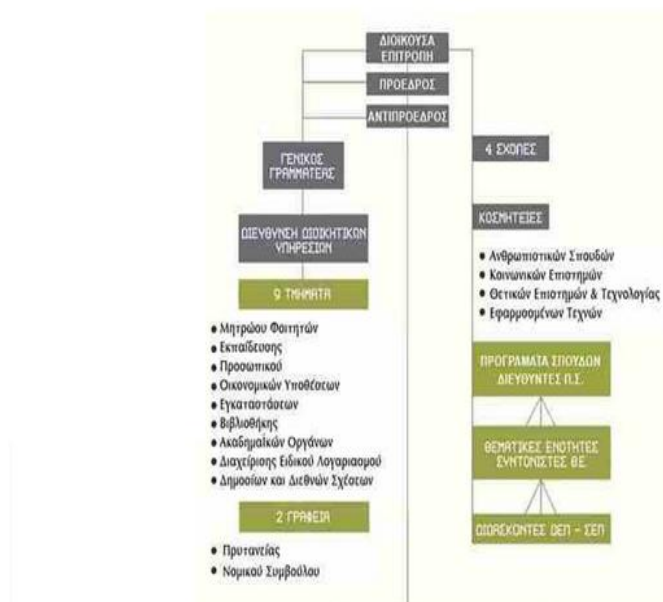 ΔΙΟΙΚΟΥΣΑ
ΕΠΙΤΡΟΠΗ
ΠΡΟΕΔΡΟΣ
ΑΝΤΙΠΡΟΕΔΡΟΣ
ΓΕΝΙΚΟΣ
ΓΡΑΜΜΑΤΕΑΣ
ΔΙΕΥΘΥΝΣΗ ΔΙΟΙΚΗΤΙΚΩΝ
ΥΠΗΡΕΣΙΩΝ
9 ΤΜΗΜΑΤΑ
• Μητρώου Φοιτητών
• Εκπαίδευσης
• Προσωπικού
• Οικονομικών Υποθέσεων
• Εγκαταστάσεων
• Βιβλιοθήκης
• Ακαδημαϊκών Οργάνων
• Διαχείρισης Ειδικού Λογαριασμού
• Δημοσίων και Διεθνών Σχέσεων
2 ΓΡΑΦΕΙΑ
• Πρυτανείας
• Νομικού Συμβούλου
4 ΣΧΟΛΕΣ
ΚΟΣΜΗΤΕΙΕΣ
• Ανθρωπιστικών Σπουδών
• Κοινωνικών Επιστημών
• Θετικών Επιστημών & Τεχνολογίας
• Εφαρμοσμένων Τεχνών
ΠΡΟΓΡΑΜΑΤΑ ΣΠΟΥΔΩΝ
ΔΙΕΥΘΥΝΤΕΣ Π.Σ.
ΘΕΜΑΤΙΚΕΣ ΕΝΟΤΗΤΕΣ
ΣΥΝΤΟΝΙΣΤΕΣ ΘΕ
ΔΙΔΑΣΚΟΝΤΕΣ ΔΕΠ - ΣΕΠ